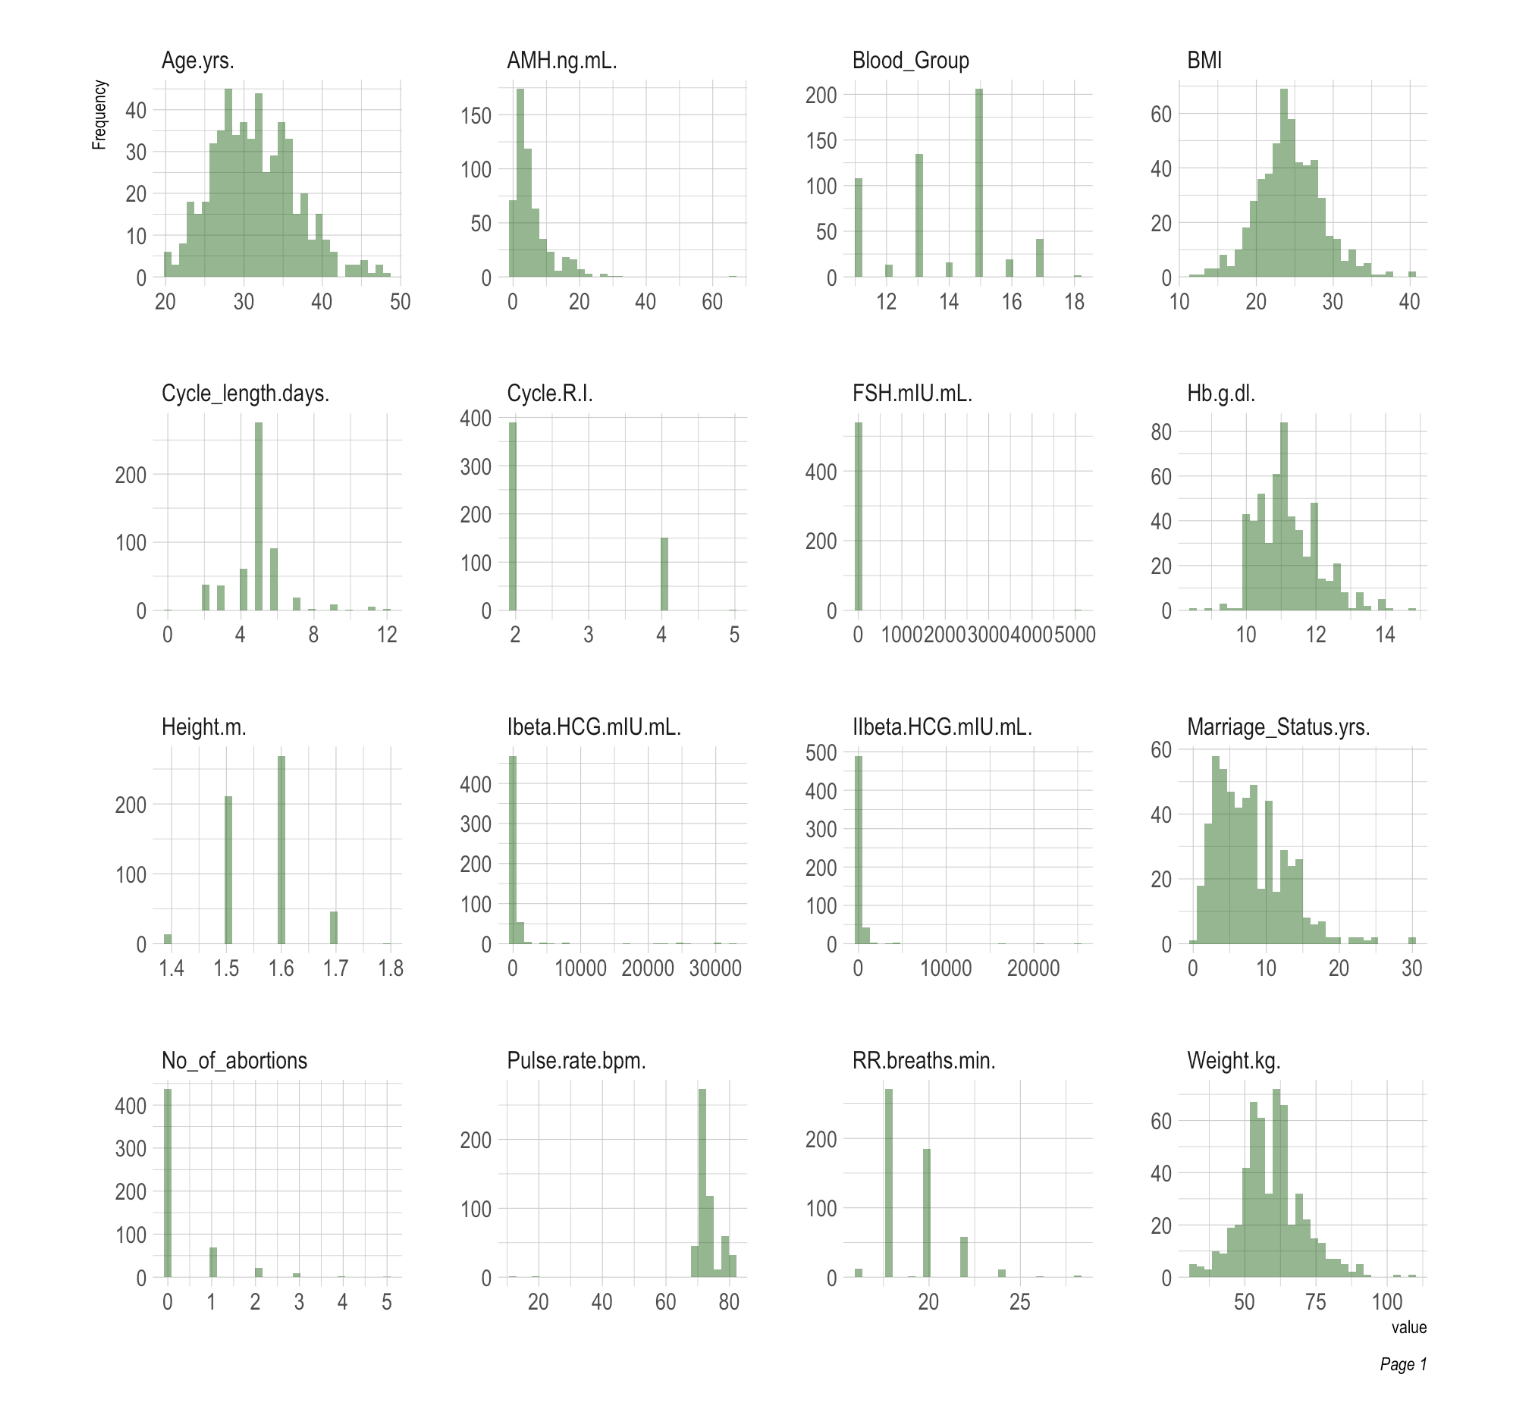 Age.yrs.
AMH.ng.mL.
Blood_Group
BMI
Frequency
40
30
20
10
0
20 30 40 50
150
100
50
0
0 20 40 60
200
150
100
50
0
12 14 16 18
60
40
20
0
10 20 30 40
Cycle_length.days.
Cycle.R.I.
FSH.mIU.mL.
Hb.g.dl.
200
100
0
0 4 8 12
400
300
200
100
0
2 3 4 5
400
200
0
0 1000 2000 3000 4000 5000
80
60
40
20
0
10 12 14
Height.m.
Ibeta.HCG.mIU.mL.
IIbeta.HCG.mIU.mL.
Marriage_Status.yrs.
200
100
0
1.4 1.5 1.6 1.7 1.8
400
300
200
100
0
0 10000 20000 30000
500
400
300
200
100
0
0 10000 20000
60
40
20
0
0 10 20 30
No_of_abortions
Pulse.rate.bpm.
RR.breaths.min.
Weight.kg.
400
300
200
100
0
0 1 2 3 4 5
200
100
0
20 40 60 80
200
100
0
20 25
60
40
20
0
50 75 100
value
Page 1